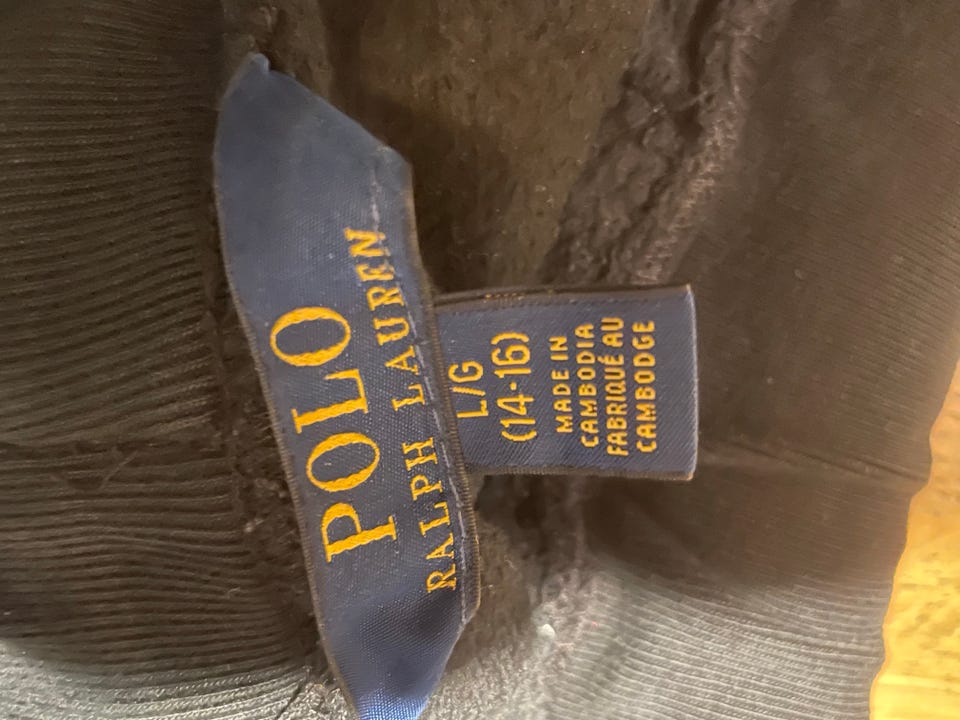 POLO
RALPH LAUREN
L/G
(14-16)
MADE IN
CAMBODIA
FABRIQUÉ AU
CAMBODGE